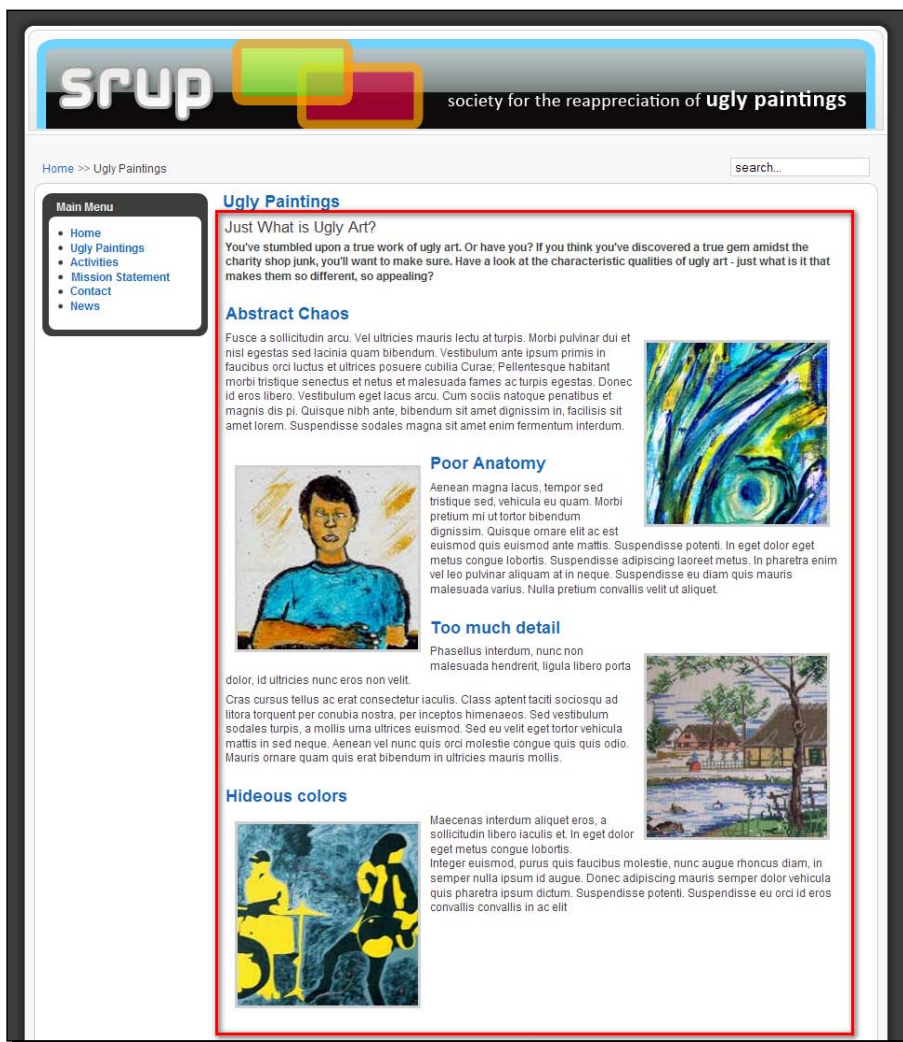 srup
society for the reappreciation of ugly paintings
Home >> Ugly Paintings
search...
Main Menu
Home
Ugly Paintings
Activities
Mission Statement
Contact
News
Ugly Paintings
Just What is Ugly Art?
You've stumbled upon a true work of ugly art. Or have you? If you think you've discovered a true gem amidst the
charity shop junk, you'll want to make sure. Have a look at the characteristic qualities of ugly art - just what is it that
makes them so different, so appealing?
Abstract Chaos
Fusce a sollicitudin arcu. Vel ultricies mauris lectu at turpis. Morbi pulvinar dui et
nisl egestas sed lacinia quam bibendum. Vestibulum ante ipsum primis in
faucibus orci luctus et ultrices posuere cubilia Curae; Pellentesque habitant
morbi tristique senectus et netus et malesuada fames ac turpis egestas. Donec
id eros libero. Vestibulum eget lacus arcu. Cum sociis natoque penatibus et
magnis dis pi. Quisque nibh ante, bibendum sit amet dignissim in, facilisis sit
amet lorem. Suspendisse sodales magna sit amet enim fermentum interdum.
Poor Anatomy
Aenean magna lacus, tempor sed
tristique sed, vehicula eu quam. Morbi
pretium mi ut tortor bibendum
dignissim. Quisque ornare elit ac est
euismod quis euismod ante mattis. Suspendisse potenti. In eget dolor eget
metus congue lobortis. Suspendisse adipiscing laoreet metus. In pharetra enim
vel leo pulvinar aliquam at in neque. Suspendisse eu diam quis mauris
malesuada varius. Nulla pretium convallis velit ut aliquet.
Too much detail
Phasellus interdum, nunc non
malesuada hendrerit, ligula libero porta
dolor, id ultricies nunc eros non velit.
Cras cursus tellus ac erat consectetur iaculis. Class aptent taciti sociosqu ad
litora torquent per conubia nostra, per inceptos himenaeos. Sed vestibulum
sodales turpis, a mollis urna ultrices euismod. Sed eu velit eget tortor vehicula
mattis in sed neque. Aenean vel nunc quis orci molestie congue quis quis odio.
Mauris ornare quam quis erat bibendum in ultricies mauris mollis.
Hideous colors
Maecenas interdum aliquet eros, a
sollicitudin libero iaculis et. In eget dolor
eget metus congue lobortis.
Integer euismod, purus quis faucibus molestie, nunc augue rhoncus diam, in
semper nulla ipsum id augue. Donec adipiscing mauris semper dolor vehicula
quis pharetra ipsum dictum. Suspendisse potenti. Suspendisse eu orci id eros
convallis convallis in ac elit